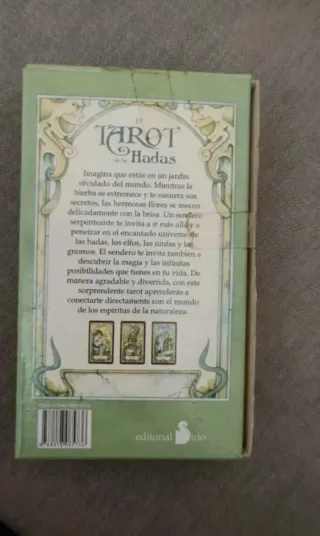 EL
TAROT
de las Hadas
Imagina que estás en un jardín
olvidado del mundo. Mientras la
hierba se estremece y te susurra sus
secretos, las hermosas flores se mecen
delicadamente con la brisa. Un sendero
serpenteante te invita a ir más allá y a
penetrar en el encantado universo de
las hadas, los elfos, las ninfas y los
gnomos. El sendero te invita también a
descubrir la magia y las infinitas
posibilidades que tienes en tu vida. De
manera agradable y divertida, con este
sorprendente tarot aprenderás a
conectarte directamente con el mundo
de los espíritus de la naturaleza.
editorial Sirio